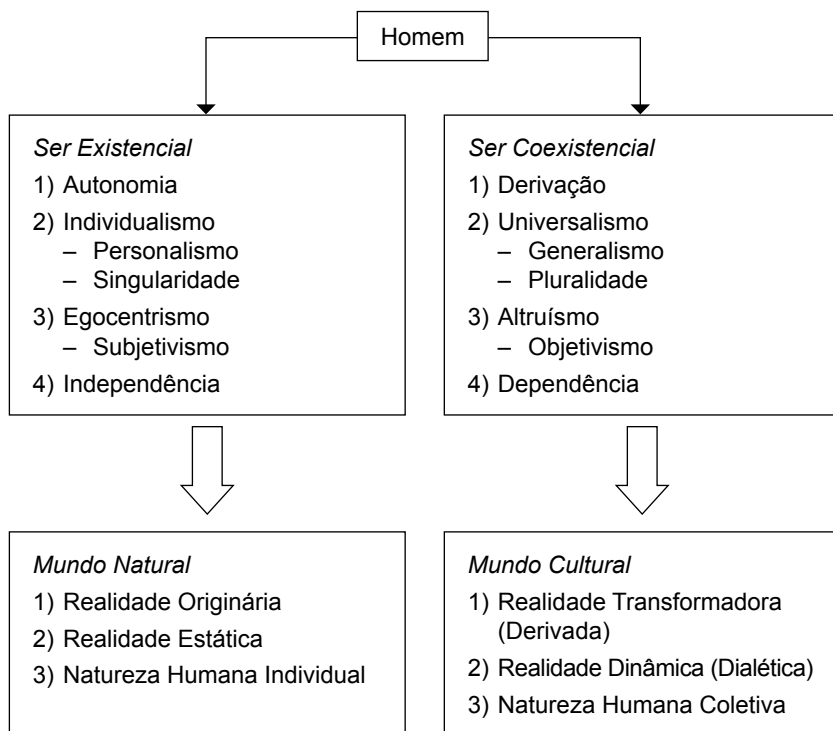 Homem
Ser Existencial
1) Autonomia
2) Individualismo
– Personalismo
– Singularidade
3) Egocentrismo
– Subjetivismo
4) Independência
Ser Coexistencial
1) Derivação
2) Universalismo
– Generalismo
– Pluralidade
3) Altruísmo
– Objetivismo
4) Dependência
Mundo Natural
1) Realidade Originária
2) Realidade Estática
3) Natureza Humana Individual
Mundo Cultural
1) Realidade Transformadora
(Derivada)
2) Realidade Dinâmica (Dialética)
3) Natureza Humana Coletiva